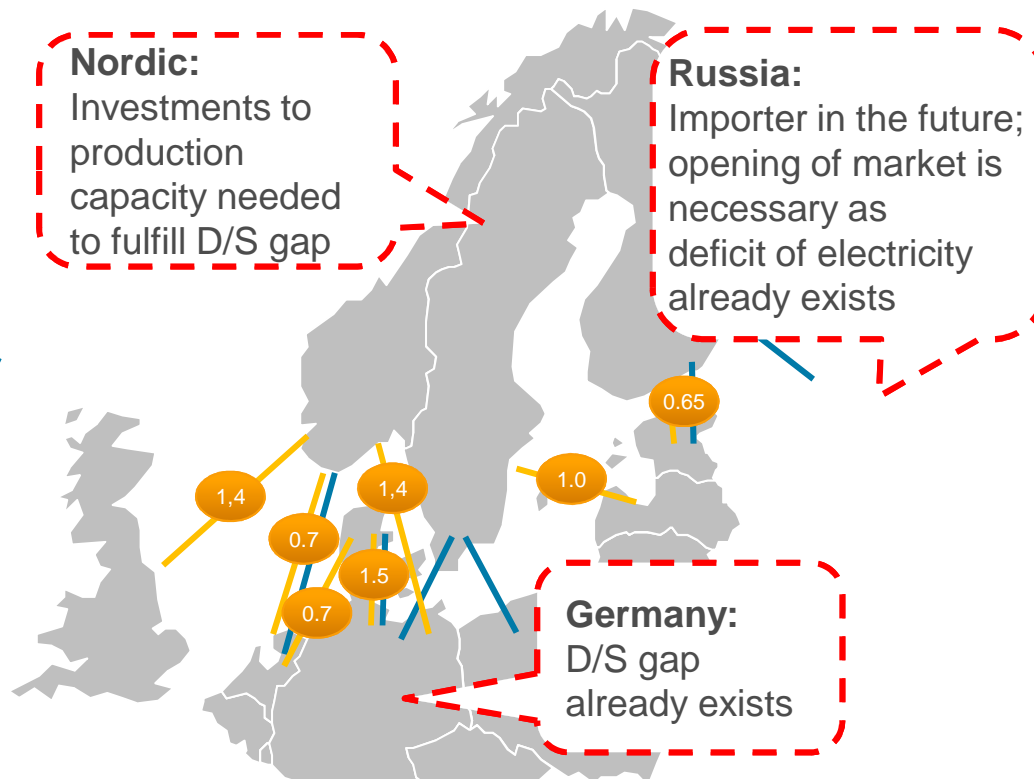 Nordic:
Investments to
production
capacity needed
to fulfill D/S gap
Russia:
Importer in the future;
opening of market is
necessary as
deficit of electricity
already exists
0.65
1,4
1,4
1.0
0.7
1.5
0.7
Germany:
D/S gap
already exists